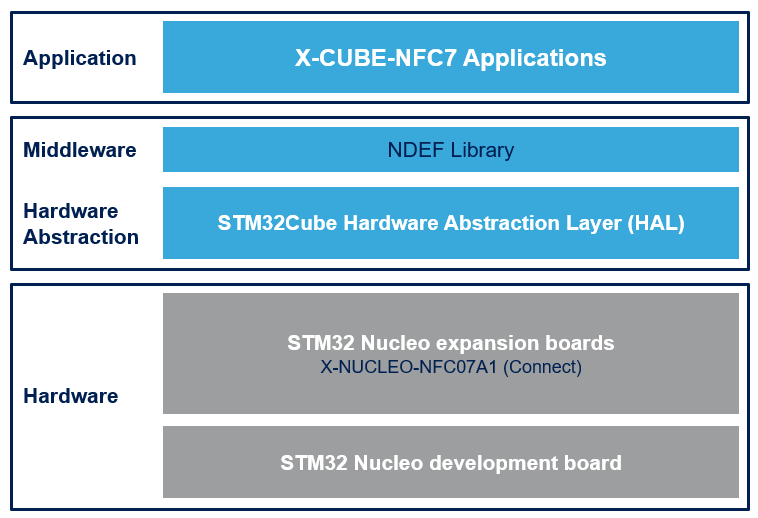 Application
X-CUBE-NFC7 Applications
Middleware
NDEF Library
Hardware
Abstraction
STM32Cube Hardware Abstraction Layer (HAL)
Hardware
STM32 Nucleo expansion boards
X-NUCLEO-NFC07A1 (Connect)
STM32 Nucleo development board